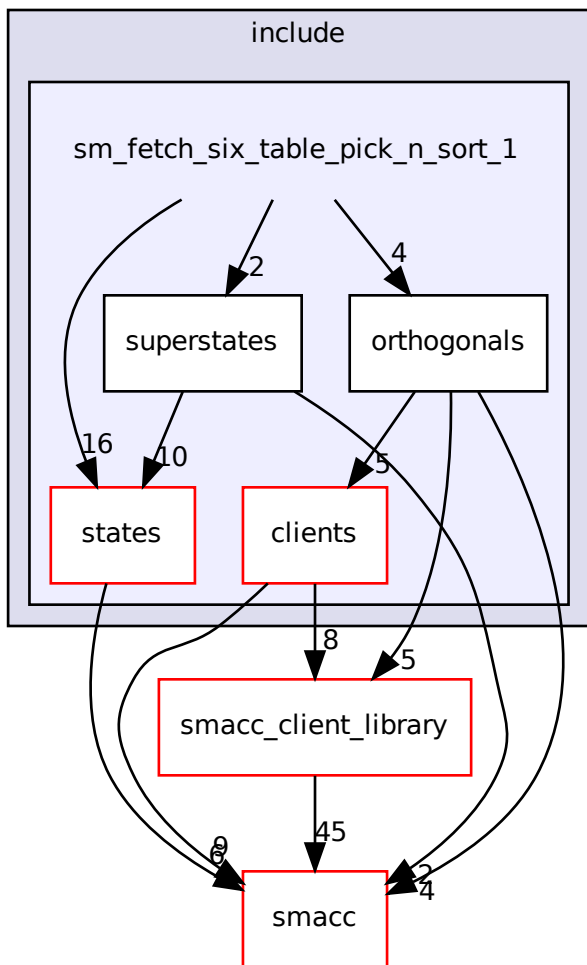 include
sm_fetch_six_table_pick_n_sort_1
2
4
superstates
orthogonals
16
10
5
states
clients
8
5
smacc_client_library
9
6
45
2
4
smacc